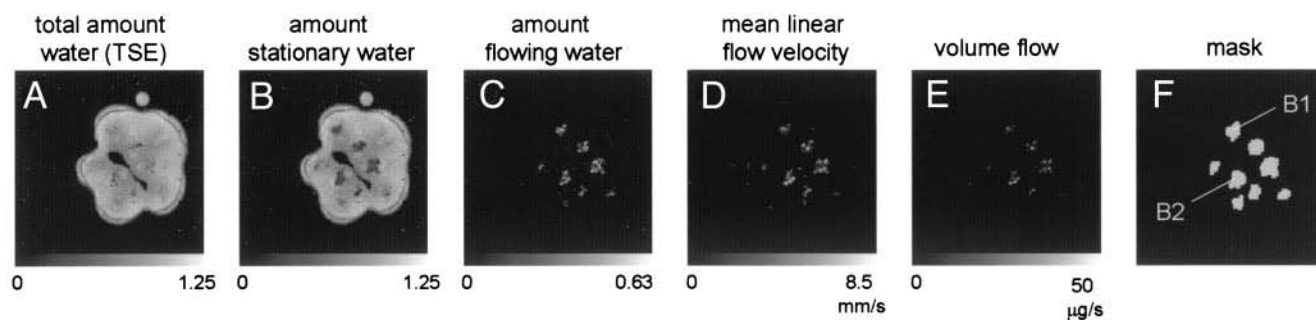 total amount
water (TSE)
amount
stationary water
amount
flowing water
mean linear
flow velocity
volume flow
mask
A
B
C
D
E
F
B1
B2
0
1.25
0
1.25
0
0.63
0
8.5
mm/s
0
50
µg/s